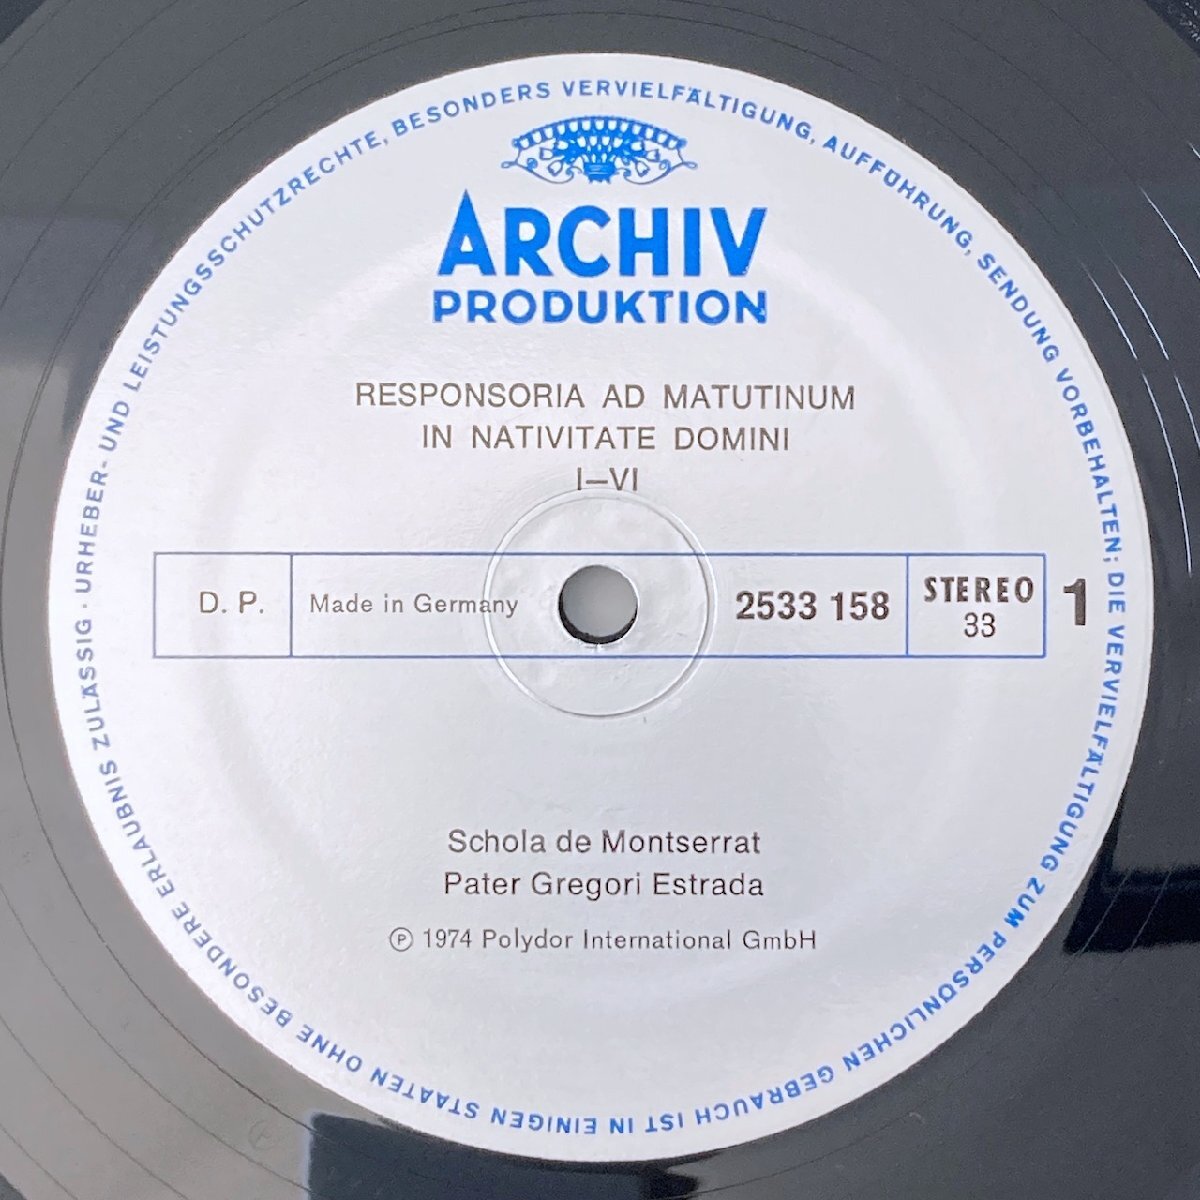 URHEBER- UND LEISTUNGSSCHUTZRECHTE, BESONDERS VERVIELFÄLTIGUNG, AUFFÜHRUNG, SENDUNG VORBEHALTEN; DIE VERVIELFÄLTIGUNG ZUM PERSÖNLICHEN GEBRAUCH IST IN EINIGEN STAATEN OHNE BESONDERE ERLAUBNIS ZULÄSSIG ·
ARCHIV
PRODUKTION
RESPONSORIA AD MATUTINUM
IN NATIVITATE DOMINI
I–VI
D. P. Made in Germany 2533 158 STEREO 1
33
Schola de Montserrat
Pater Gregori Estrada
Ⓟ 1974 Polydor International GmbH